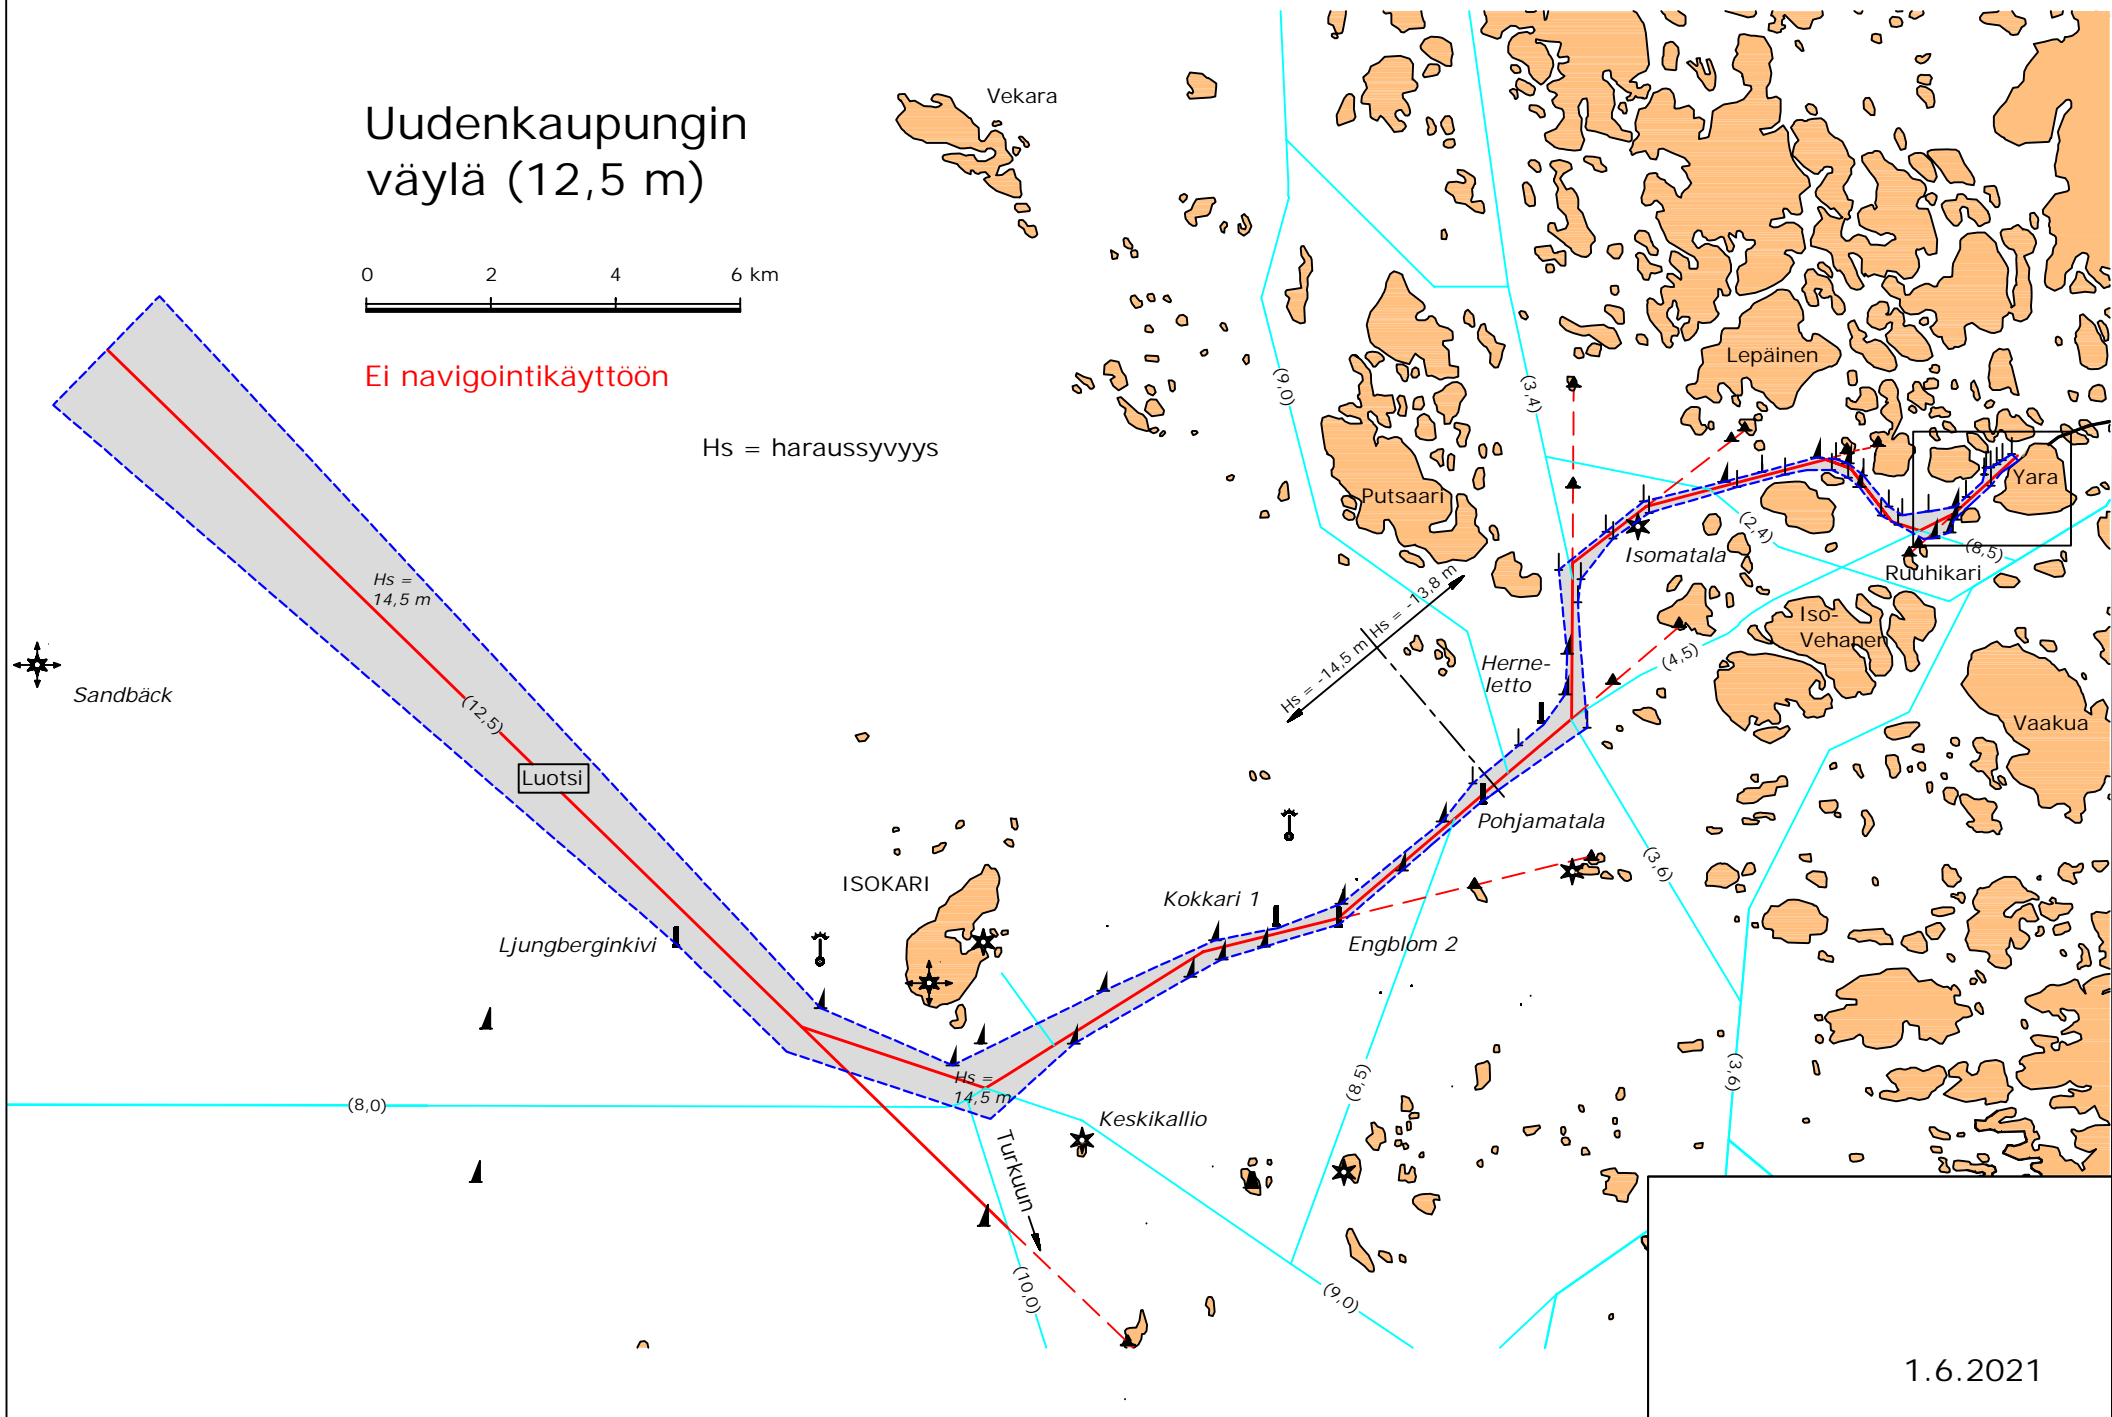 Uudenkaupungin
väylä (12,5 m)
0 2 4 6 km
Ei navigointikäyttöön
Hs = haraussyvyys
Vekara
Lepäinen
(9,0)
(3,4)
Putsaari
Yara
(2,4)
Isomatala
(8,5)
Ruuhikari
Hs =
14,5 m
Hs = -14,5 m
Hs = -13,8 m
Iso-
Vehanen
Herne-
letto
(4,5)
Sandbäck
(12,5)
Vaakua
Luotsi
Pohjamatala
(3,6)
ISOKARI
Kokkari 1
Ljungberginkivi
Engblom 2
Hs =
14,5 m
(8,0)
Keskikallio
(8,5)
(3,6)
Turkuun
(10,0)
(9,0)
1.6.2021